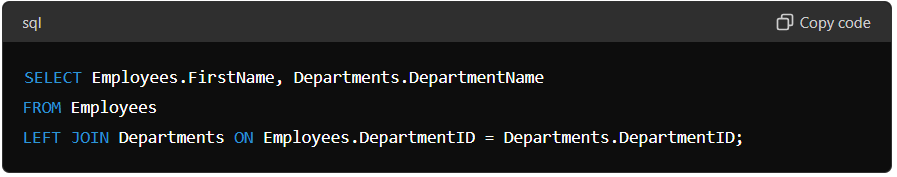 sql
Copy code
SELECT Employees.FirstName, Departments.DepartmentName
FROM Employees
LEFT JOIN Departments ON Employees.DepartmentID = Departments.DepartmentID;